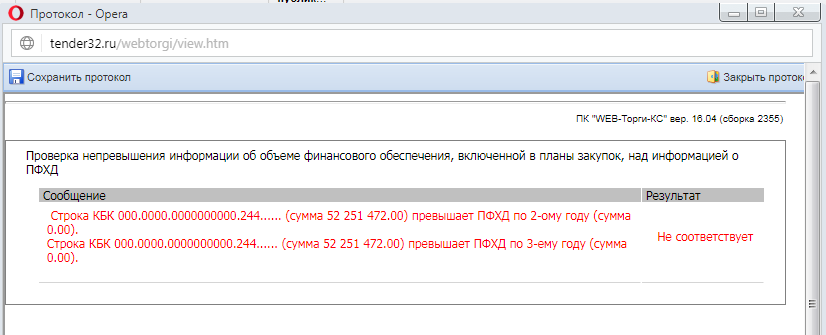 Протокол - Opera
tender32.ru/webtorgi/view.htm
Сохранить протокол
Закрыть проток
ПК "WEB-Торги-КС" вер. 16.04 (сборка 2355)
Проверка непревышения информации об объеме финансового обеспечения, включенной в планы закупок, над информацией о
ПФХД
Сообщение
Результат
Строка КБК 000.0000.0000000000.244...... (сумма 52 251 472.00) превышает ПФХД по 2-ому году (сумма
0.00).
Строка КБК 000.0000.0000000000.244...... (сумма 52 251 472.00) превышает ПФХД по 3-ему году (сумма
0.00).
Не соответствует